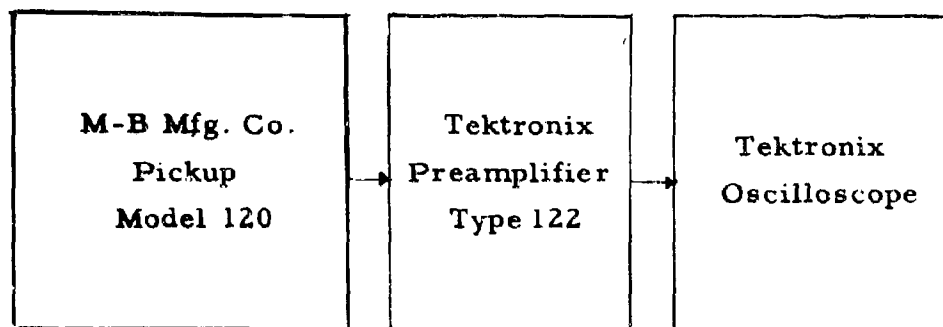 M-B Mfg. Co.
Pickup
Model 120
Tektronix
Preamplifier
Type 122
Tektronix
Oscilloscope